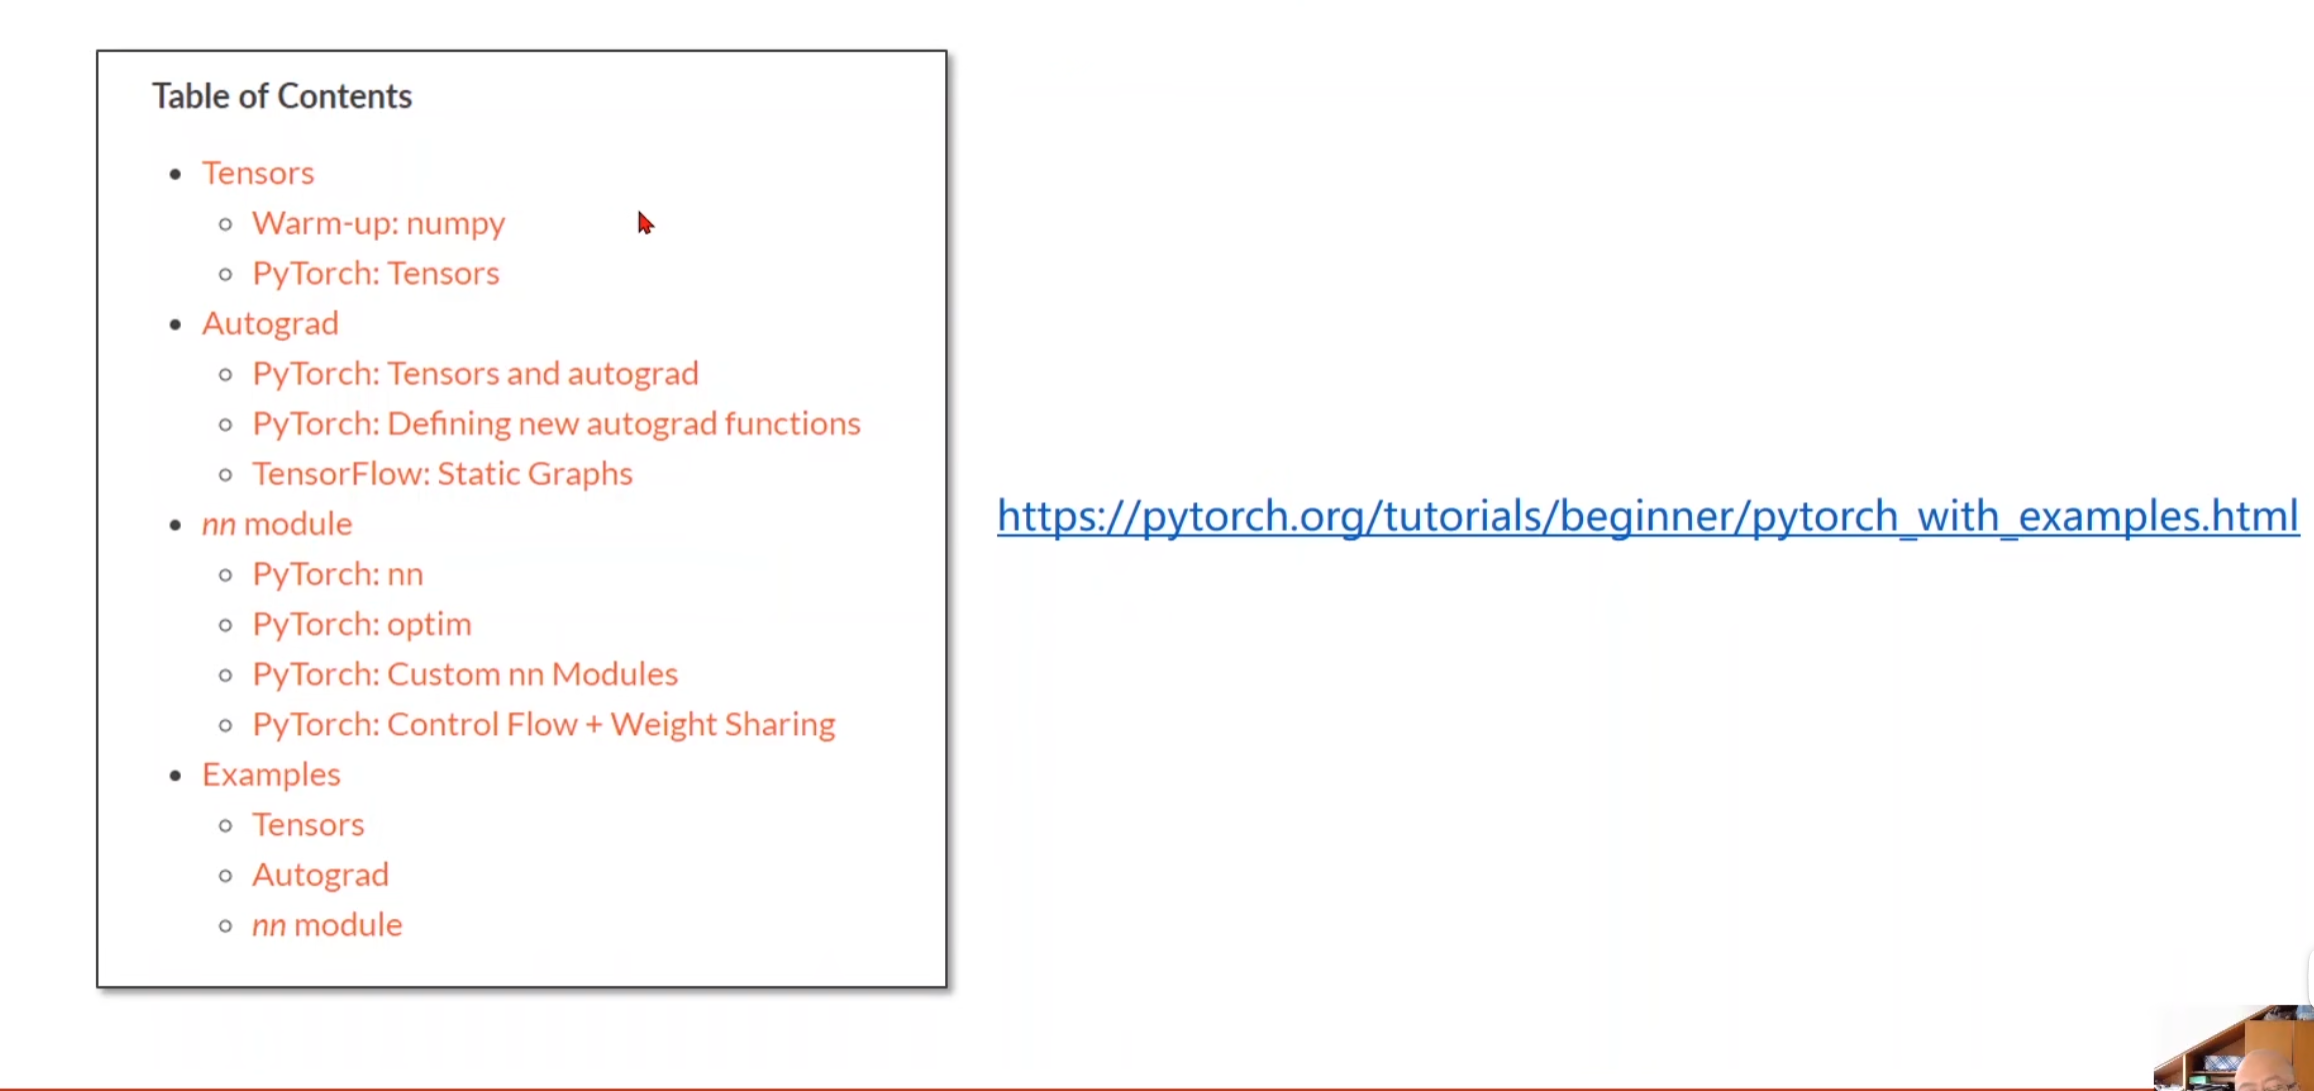 Table of Contents
Tensors
Warm-up: numpy
PyTorch: Tensors
Autograd
PyTorch: Tensors and autograd
PyTorch: Defining new autograd functions
TensorFlow: Static Graphs
nn module
PyTorch: nn
PyTorch: optim
PyTorch: Custom nn Modules
PyTorch: Control Flow + Weight Sharing
Examples
Tensors
Autograd
nn module
https://pytorch.org/tutorials/beginner/pytorch_with_examples.html